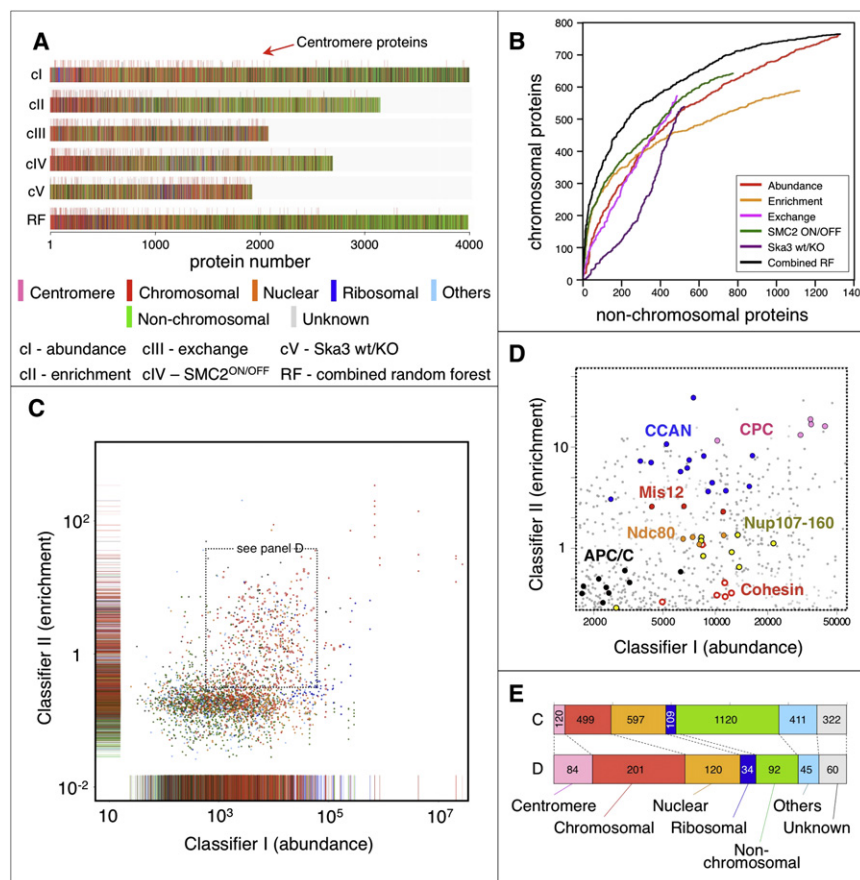 A
Centromere proteins
cI
cII
cIII
cIV
cV
RF
0 1000 2000 3000 4000
protein number
Centromere Chromosomal Nuclear Ribosomal Others
Non-chromosomal Unknown
cI - abundance cIII - exchange cV - Ska3 wt/KO
cII - enrichment cIV – SMC2ON/OFF RF - combined random forest
B
chromosomal proteins
800
700
600
500
400
300
200
100
0
Abundance
Enrichment
Exchange
SMC2 ON/OFF
Ska3 wt/KO
Combined RF
0 200 400 600 800 1000 1200 140
non-chromosomal proteins
C
Classifier II (enrichment)
10²
1
10⁻²
see panel D
10 10³ 10⁵ 10⁷
Classifier I (abundance)
D
Classifier II (enrichment)
10
1
CCAN
CPC
Mis12
Ndc80
Nup107-160
APC/C
Cohesin
2000 5000 10000 20000 50000
Classifier I (abundance)
E
C 120 499 597 109 1120 411 322
D 84 201 120 34 92 45 60
Centromere Nuclear Others
Chromosomal Ribosomal Unknown
Non-
chromosomal